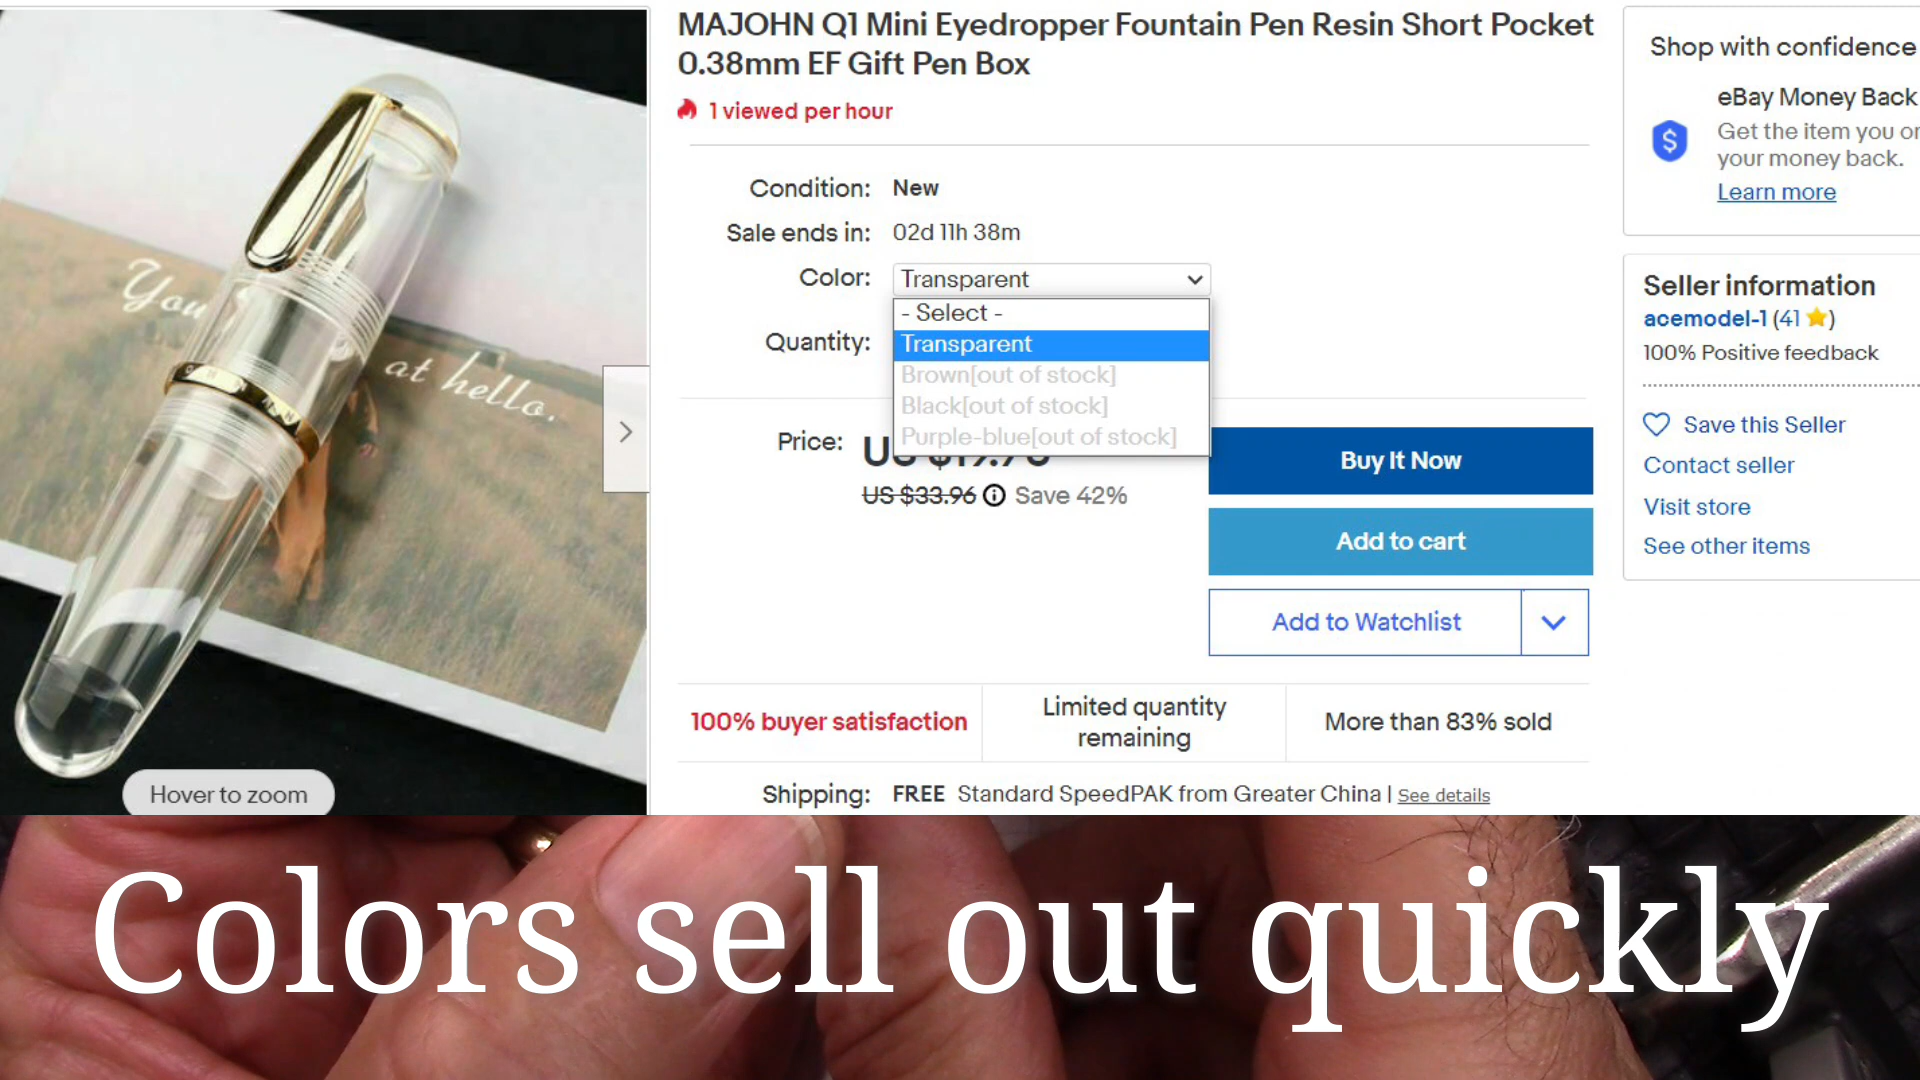 MAJOHN Q1 Mini Eyedropper Fountain Pen Resin Short Pocket
0.38mm EF Gift Pen Box
1 viewed per hour
Condition: New
Sale ends in: 02d 11h 38m
Color: Transparent
- Select -
Transparent
Brown[out of stock]
Black[out of stock]
Purple-blue[out of stock]
Quantity:
Price: US
US $33.96 Save 42%
Buy It Now
Add to cart
Add to Watchlist
100% buyer satisfaction
Limited quantity
remaining
More than 83% sold
Shipping: FREE Standard SpeedPAK from Greater China | See details
Shop with confidence
eBay Money Back
Get the item you or
your money back.
Learn more
Seller information
acemodel-1 (41)
100% Positive feedback
Save this Seller
Contact seller
Visit store
See other items
You
at hello.
Hover to zoom
Colors sell out quickly